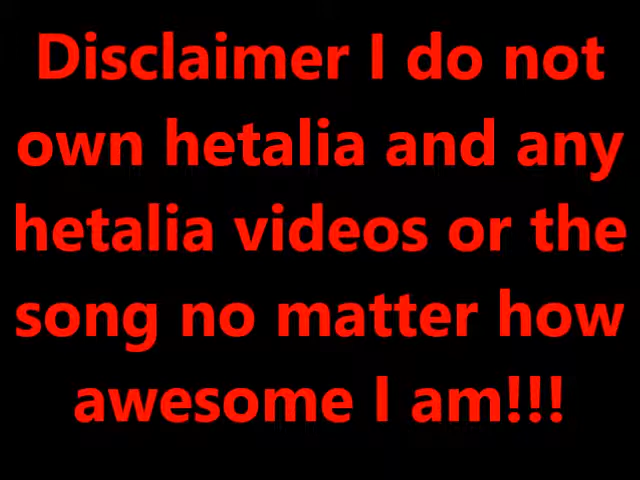 Disclaimer I do not
own hetalia and any
hetalia videos or the
song no matter how
awesome I am!!!